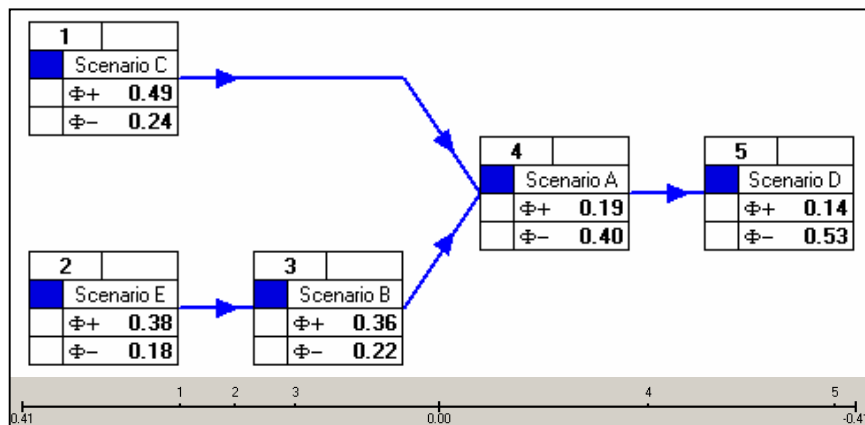 1
Scenario C
Φ+ 0.49
Φ− 0.24
4
Scenario A
Φ+ 0.19
Φ− 0.40
5
Scenario D
Φ+ 0.14
Φ− 0.53
2
Scenario E
Φ+ 0.38
Φ− 0.18
3
Scenario B
Φ+ 0.36
Φ− 0.22
1 2 3 4 5
0.41 0.00 -0.41